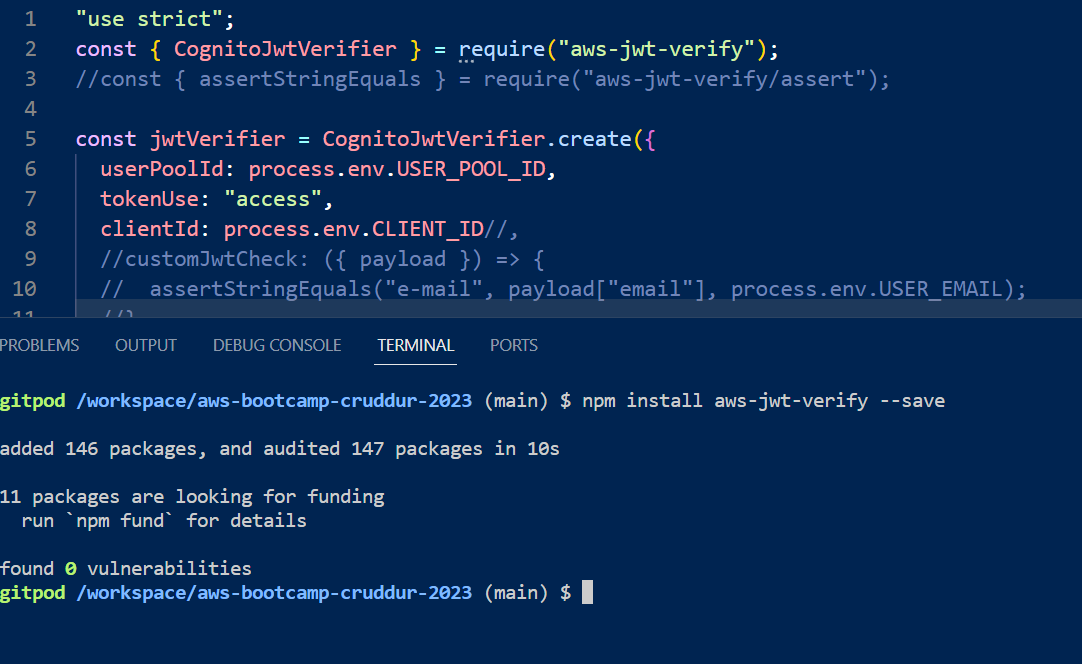 1 "use strict";
2 const { CognitoJwtVerifier } = require("aws-jwt-verify");
3 //const { assertStringEquals } = require("aws-jwt-verify/assert");
4
5 const jwtVerifier = CognitoJwtVerifier.create({
6 userPoolId: process.env.USER_POOL_ID,
7 tokenUse: "access",
8 clientId: process.env.CLIENT_ID//,
9 //customJwtCheck: ({ payload }) => {
10 //  assertStringEquals("e-mail", payload["email"], process.env.USER_EMAIL);
11 //}
PROBLEMS OUTPUT DEBUG CONSOLE TERMINAL PORTS
gitpod /workspace/aws-bootcamp-cruddur-2023 (main) $ npm install aws-jwt-verify --save
added 146 packages, and audited 147 packages in 10s
11 packages are looking for funding
run `npm fund` for details
found 0 vulnerabilities
gitpod /workspace/aws-bootcamp-cruddur-2023 (main) $